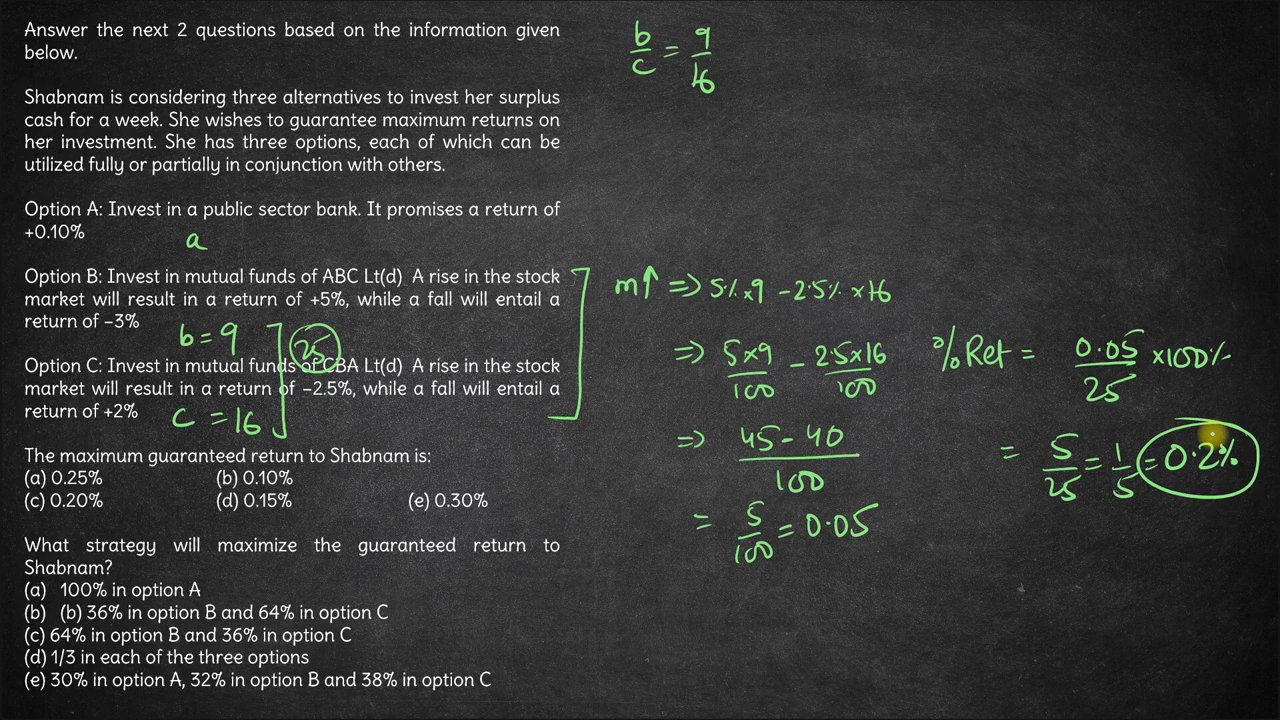 Answer the next 2 questions based on the information given
below.
Shabnam is considering three alternatives to invest her surplus
cash for a week. She wishes to guarantee maximum returns on
her investment. She has three options, each of which can be
utilized fully or partially in conjunction with others.
Option A: Invest in a public sector bank. It promises a return of
+0.10%
a
Option B: Invest in mutual funds of ABC Lt(d) A rise in the stock
market will result in a return of +5%, while a fall will entail a
return of –3%
b = 9
25
Option C: Invest in mutual funds of CBA Lt(d) A rise in the stock
market will result in a return of –2.5%, while a fall will entail a
return of +2%
c = 16
The maximum guaranteed return to Shabnam is:
(a) 0.25% (b) 0.10%
(c) 0.20% (d) 0.15% (e) 0.30%
What strategy will maximize the guaranteed return to
Shabnam?
(a) 100% in option A
(b) (b) 36% in option B and 64% in option C
(c) 64% in option B and 36% in option C
(d) 1/3 in each of the three options
(e) 30% in option A, 32% in option B and 38% in option C
b/c = 9/16
m↑ => 5% x 9 - 2.5% x 16
=> 5x9/100 - 2.5x16/100
=> 45-40/100
= 5/100 = 0.05
% Ret = 0.05/25 x 100%
= 5/25 = 1/5 = 0.2%